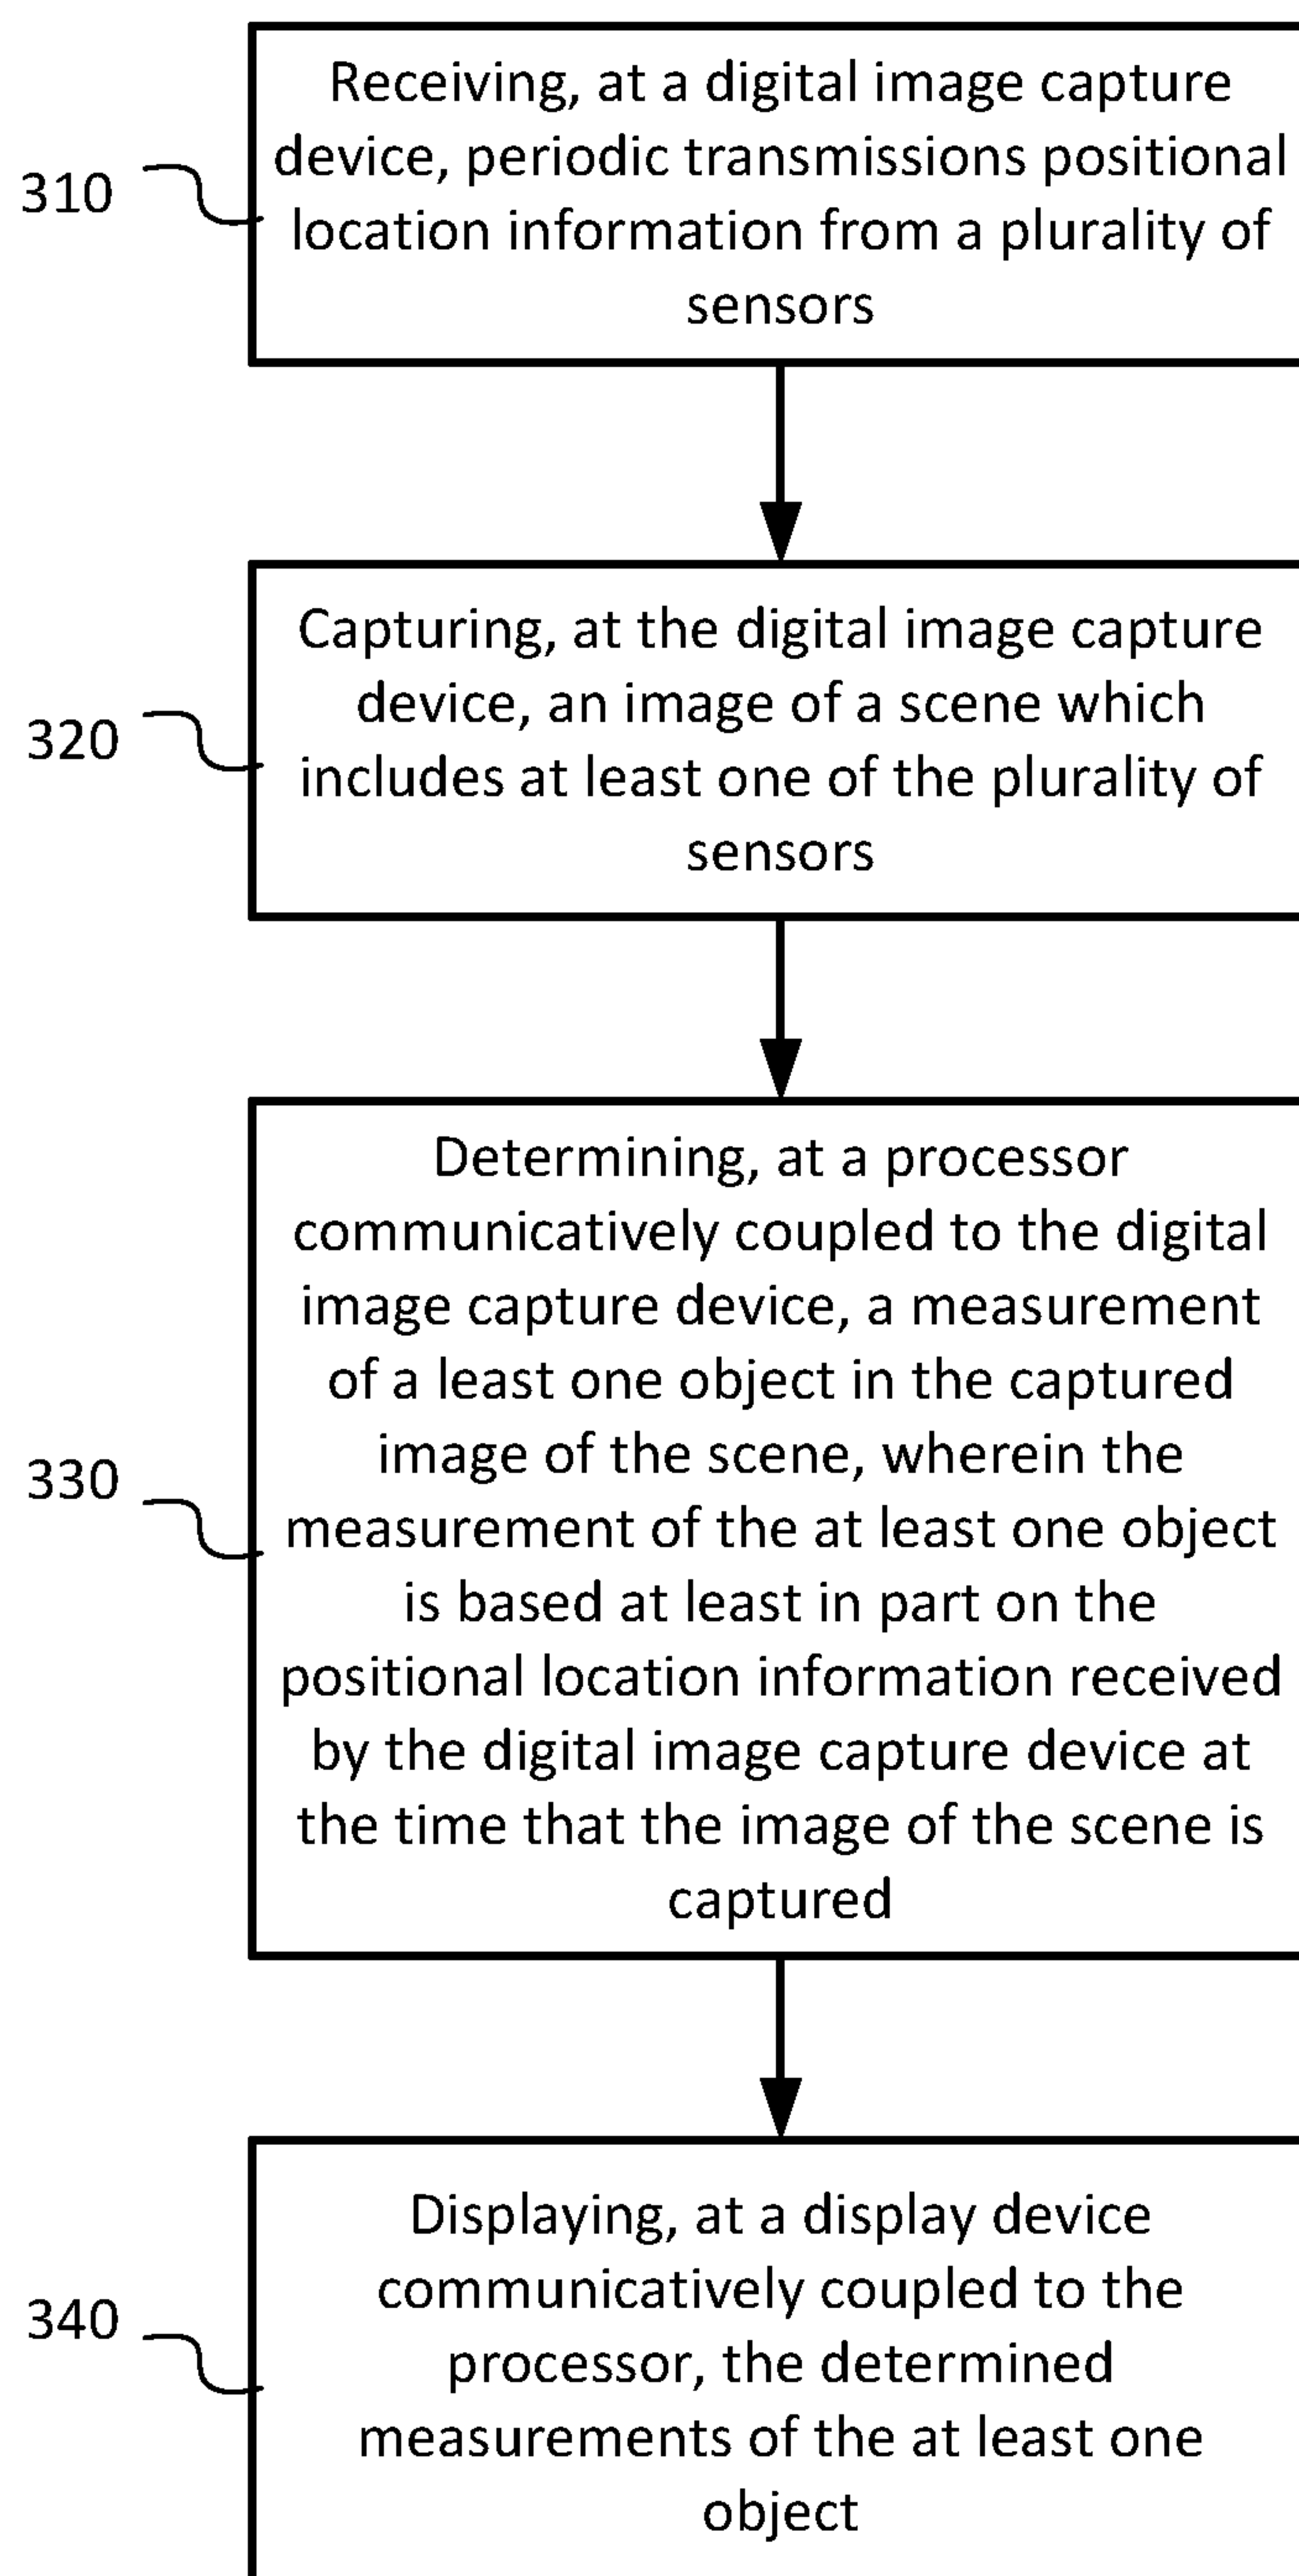 Receiving, at a digital image capture
device, periodic transmissions positional
310
location information from a plurality of
sensors
Capturing, at the digital image capture
device, an image of a scene which
320
includes at least one of the plurality of
sensors
Determining, at a processor
communicatively coupled to the digital
image capture device, a measurement
of a least one object in the captured
image of the scene, wherein the
330
measurement of the at least one object
is based at least in part on the
positional location information received
by the digital image capture device at
the time that the image of the scene is
captured
Displaying, at a display device
communicatively coupled to the
340
processor, the determined
measurements of the at least one
object